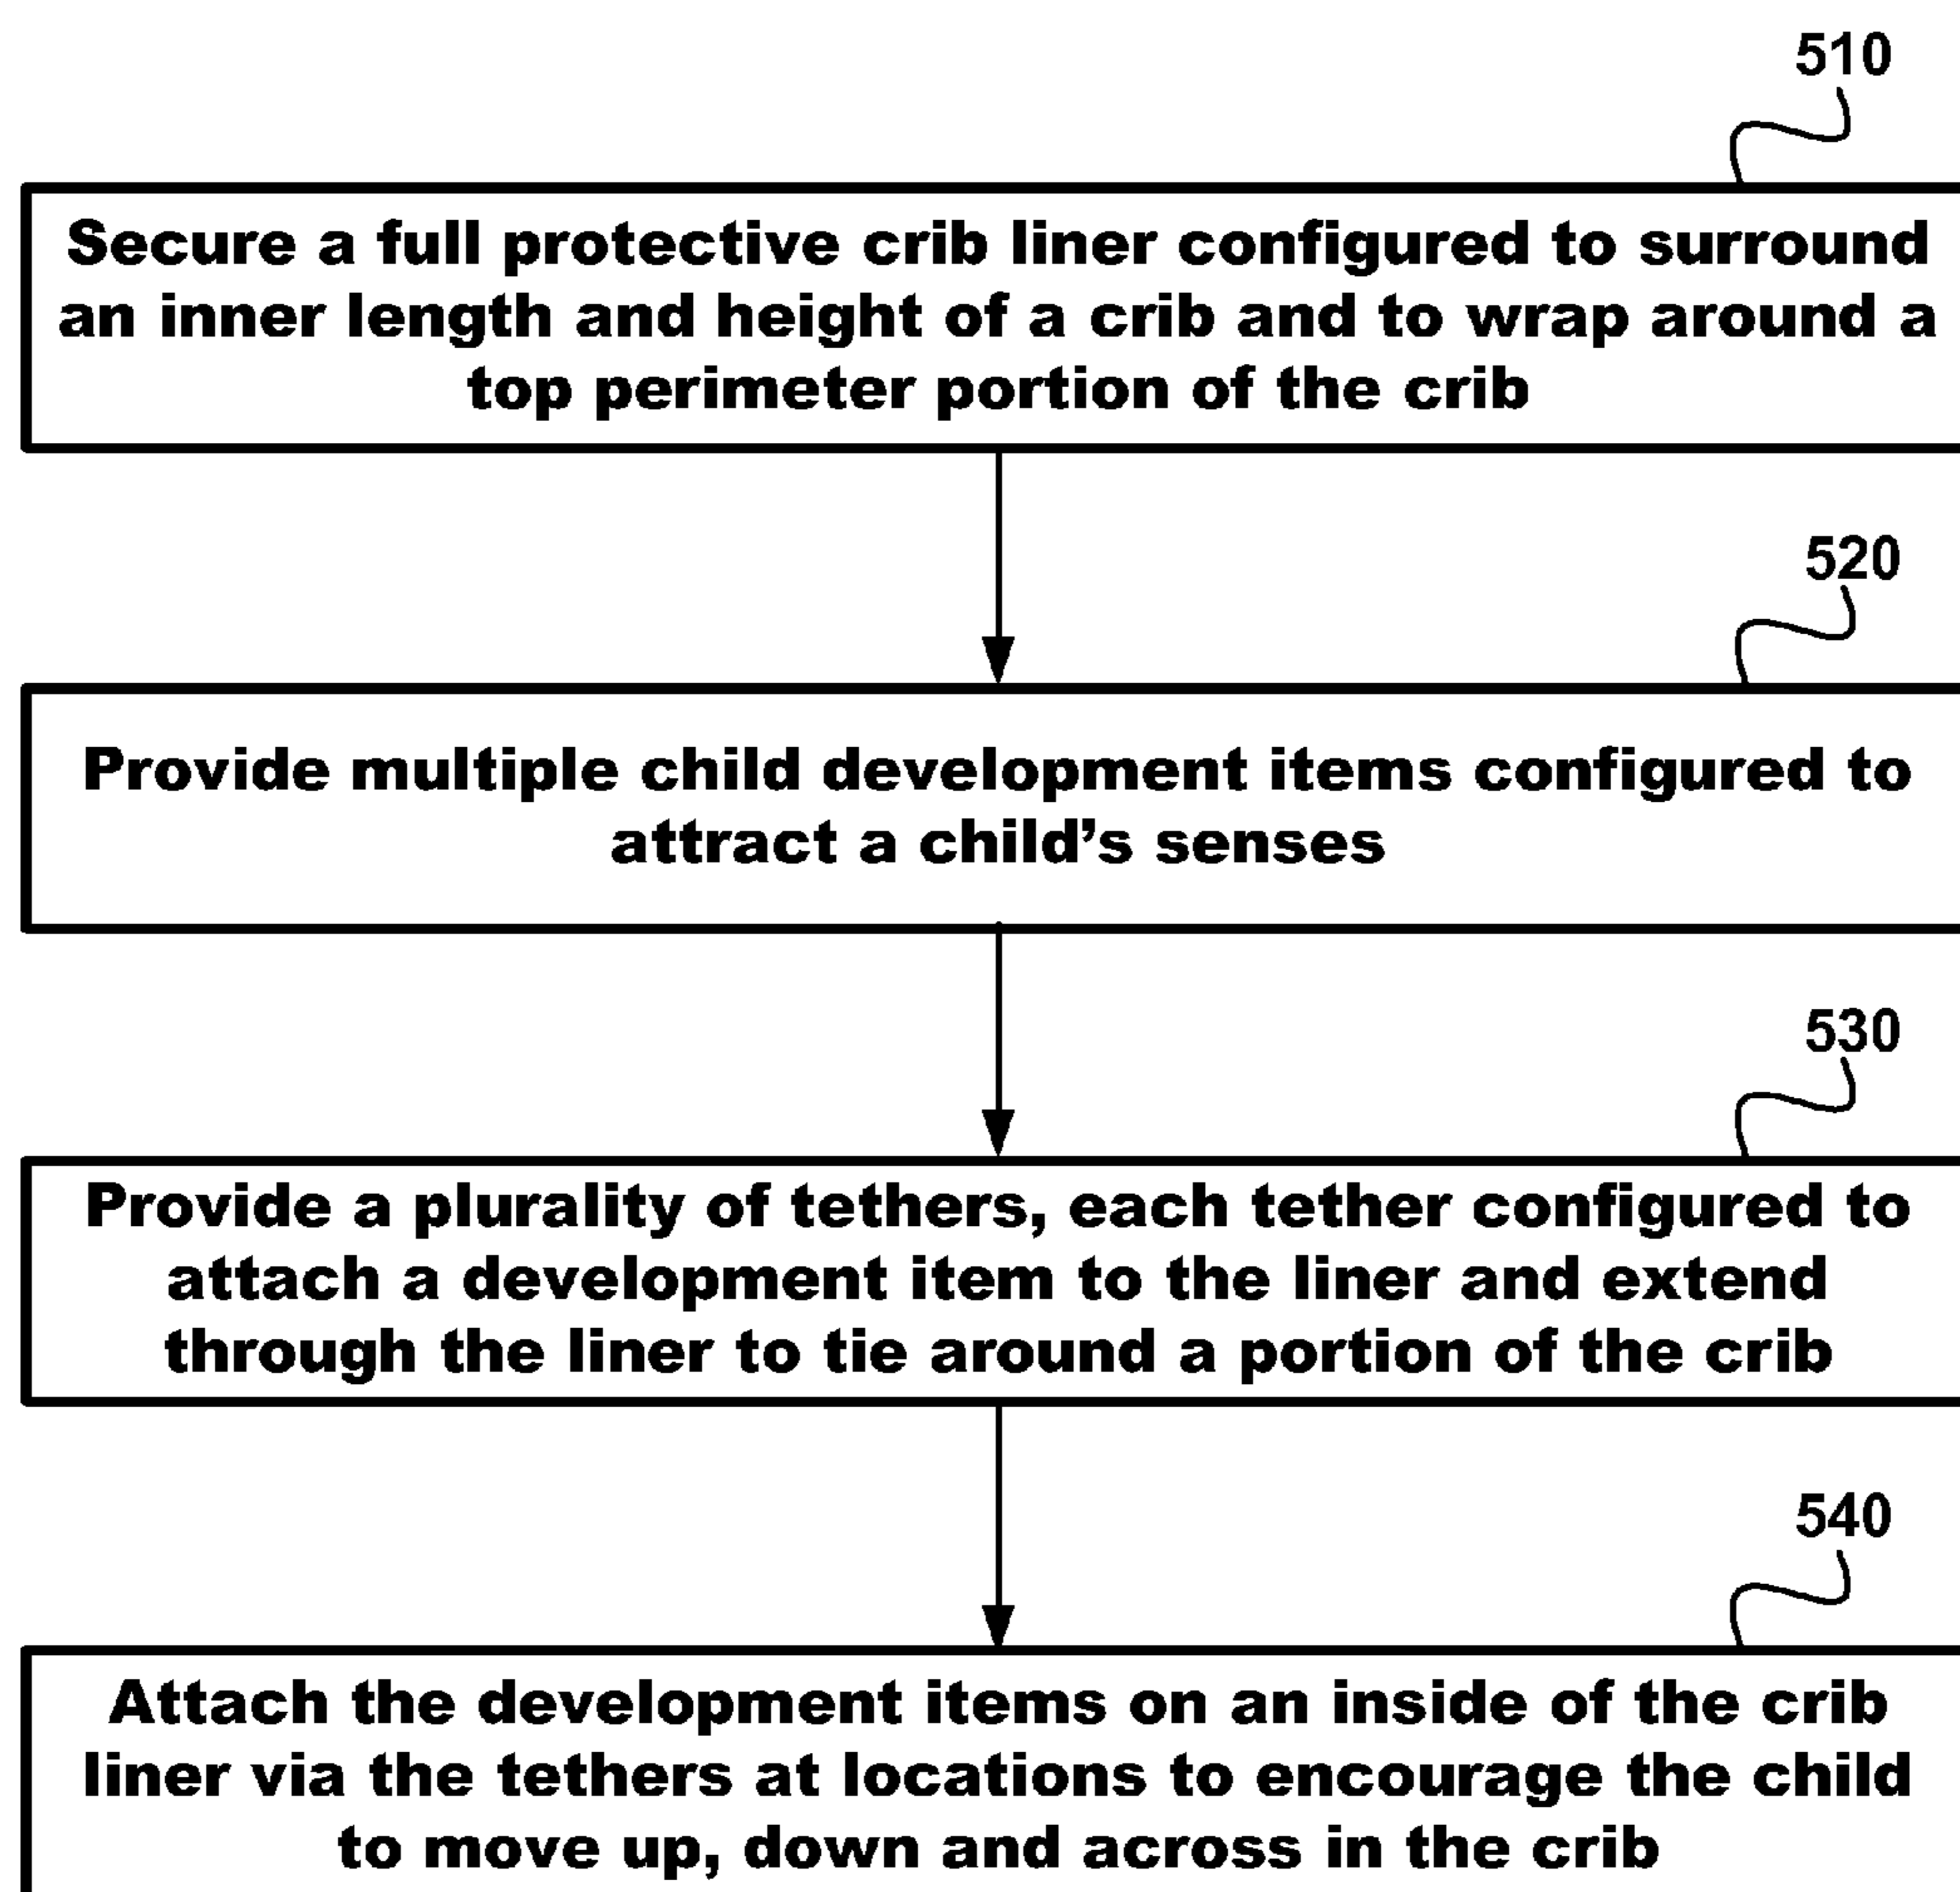 510
Secure a full protective crib liner configured to surround
an inner length and height of a crib and to wrap around a
top perimeter portion of the crib
520
Provide multiple child development items configured to
attract a child’s senses
530
Provide a plurality of tethers, each tether configured to
attach a development item to the liner and extend
through the liner to tie around a portion of the crib
540
Attach the development items on an inside of the crib
liner via the tethers at locations to encourage the child
to move up, down and across in the crib